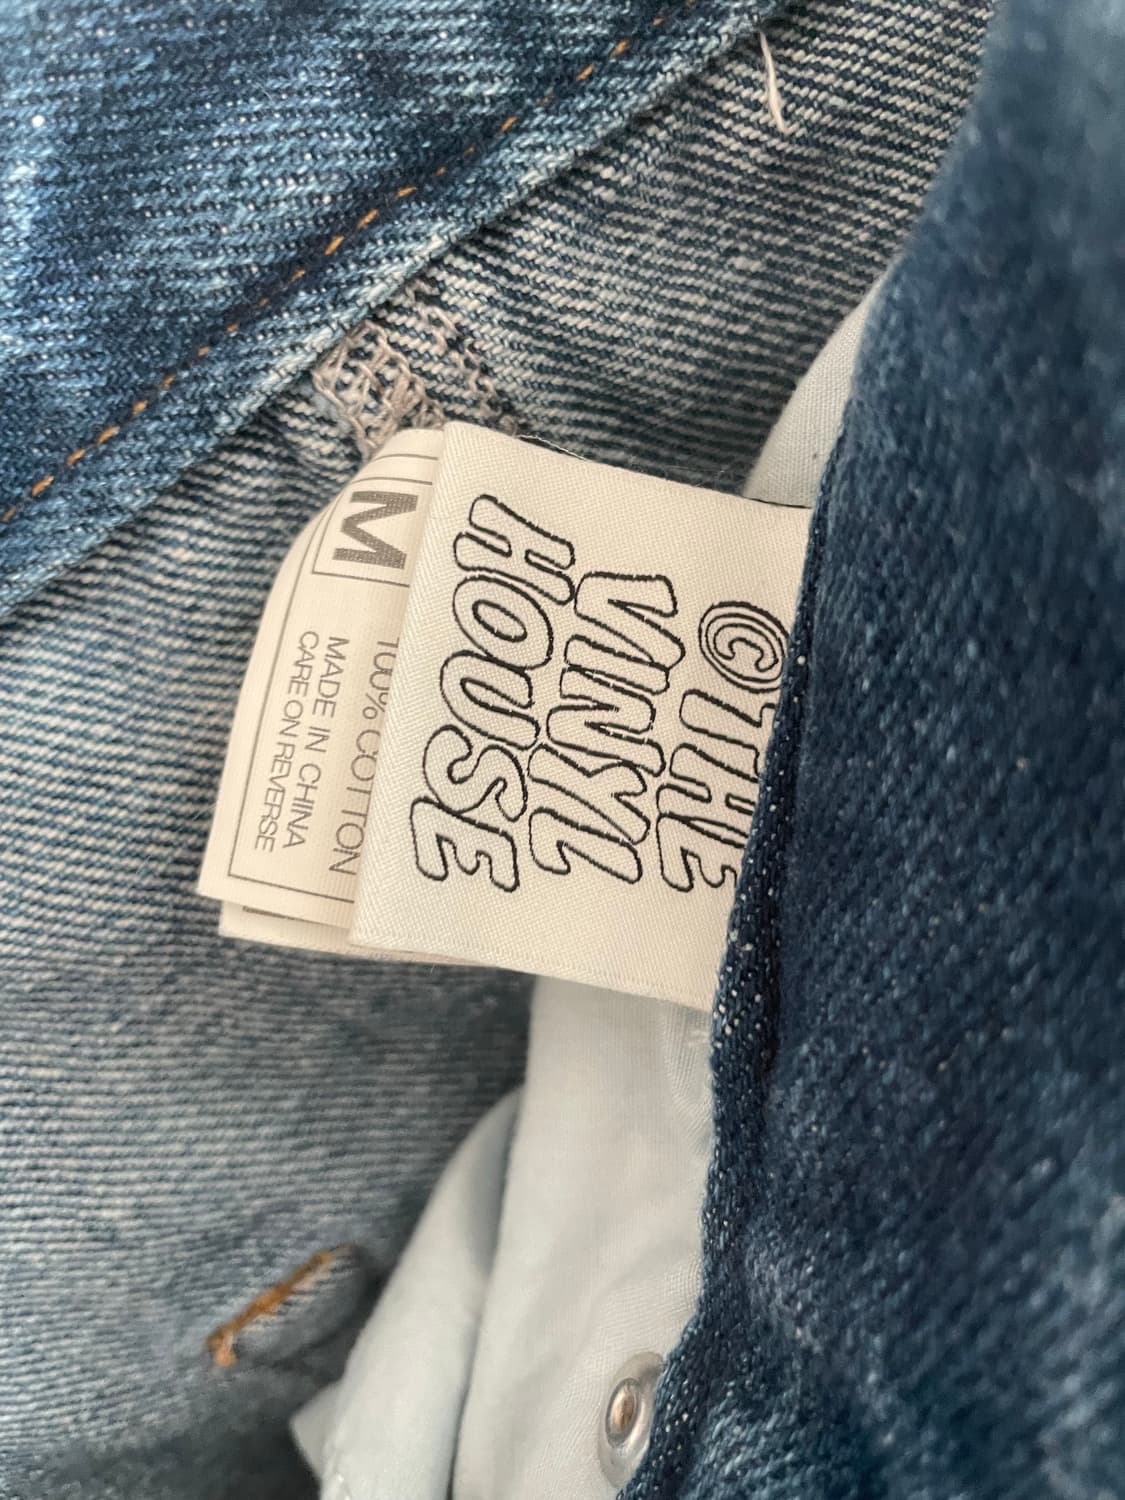 ©THE
VINYL
HOUSE
M
100% COTTON
MADE IN CHINA
CARE ON REVERSE